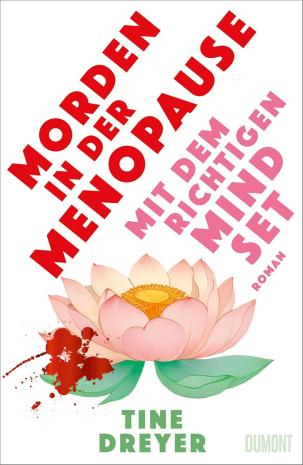 MORDEN
IN DER
MENOPAUSE
MIT DEM
RICHTIGEN
MIND
SET
ROMAN
TINE
DREYER
DUMONT